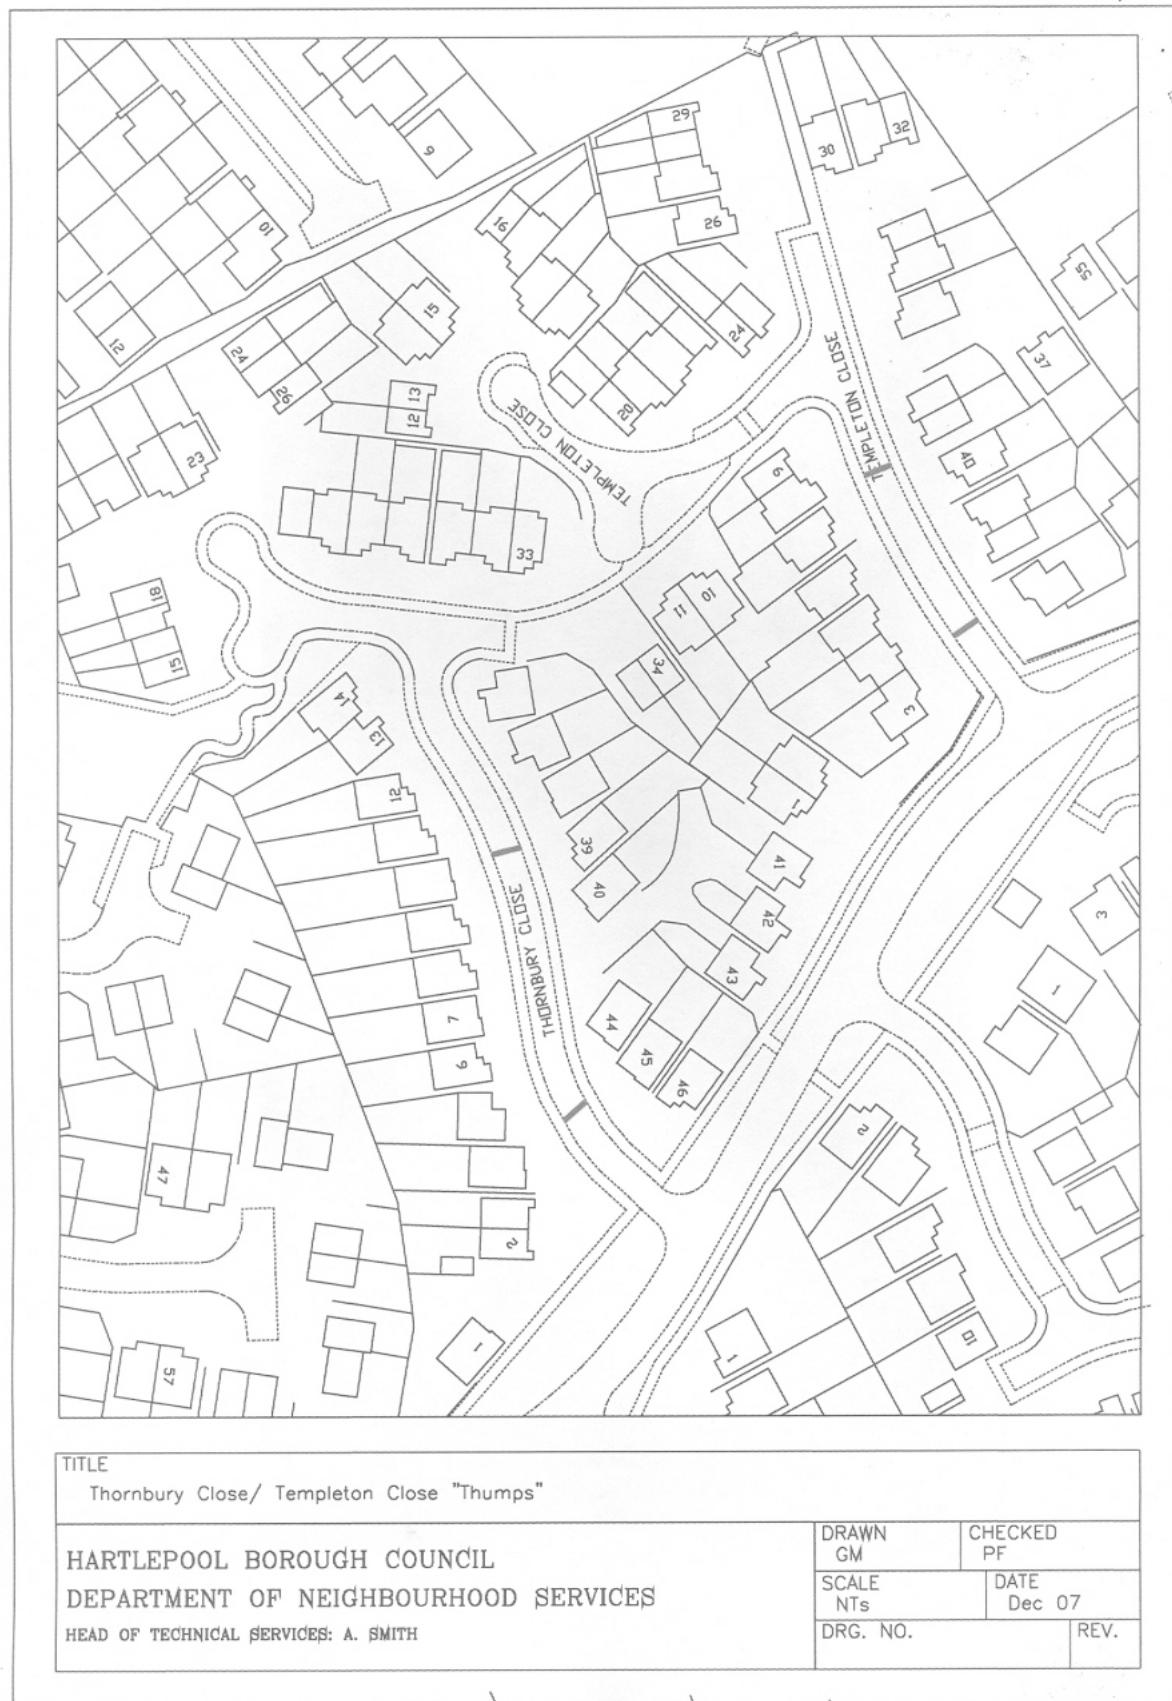 29
32
30
9
16
26
10
55
15
24
12
24
37
26
13
12
20
TEMPLETON CLOSE
TEMPLETON CLOSE
TEMPLETON CLOSE
23
9
40
33
18
10
11
15
34
14
3
13
12
1
39
41
40
42
3
THORNBURY CLOSE
43
1
44
7
45
6
46
2
47
2
10
1
1
57
TITLE
Thornbury Close/ Templeton Close "Thumps"
HARTLEPOOL BOROUGH COUNCIL
DEPARTMENT OF NEIGHBOURHOOD SERVICES
HEAD OF TECHNICAL SERVICES: A. SMITH
DRAWN
GM
CHECKED
PF
SCALE
NTs
DATE
Dec 07
DRG. NO.
REV.